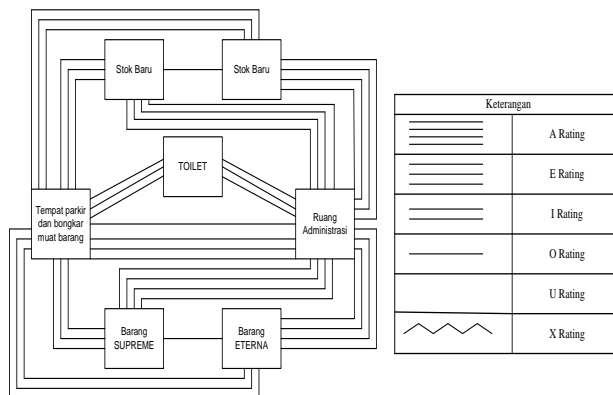 Stok Baru
Stok Baru
TOILET
Tempat parkir
dan bongkar
muat barang
Ruang
Administrasi
Barang
SUPREME
Barang
ETERNA
Keterangan
A Rating
E Rating
I Rating
O Rating
U Rating
X Rating